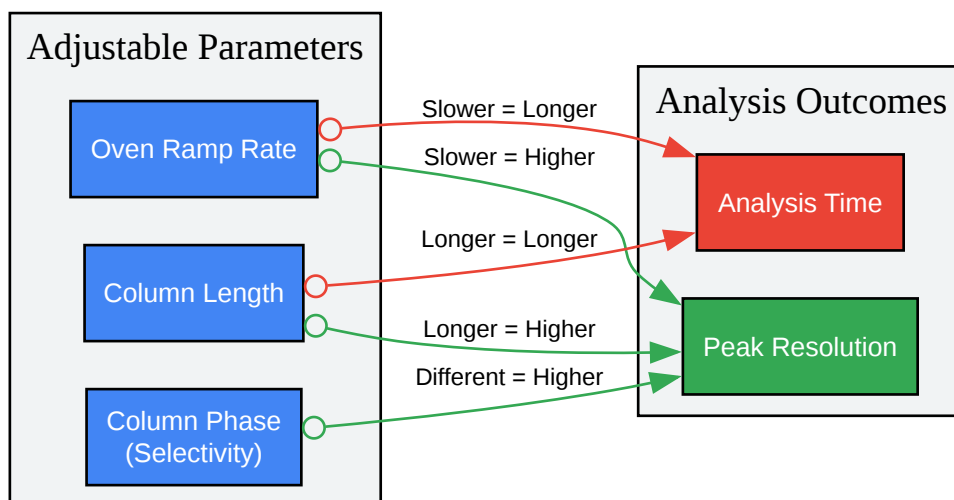 Adjustable Parameters
Oven Ramp Rate
Column Length
Column Phase
(Selectivity)
Slower = Longer
Slower = Higher
Longer = Longer
Longer = Higher
Different = Higher
Analysis Outcomes
Analysis Time
Peak Resolution